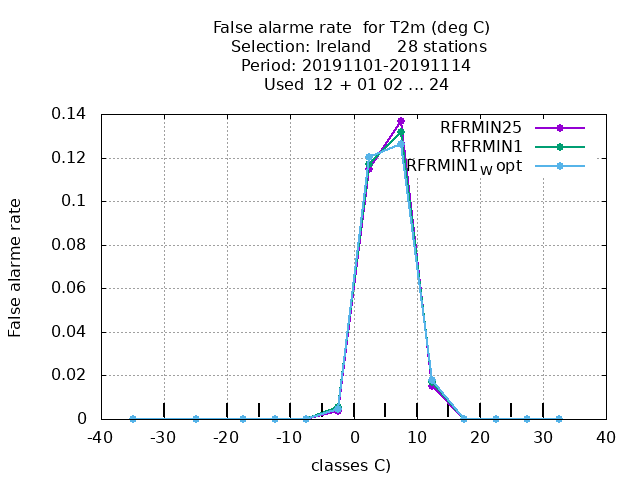 False alarme rate  for T2m (deg C)
Selection: Ireland     28 stations
Period: 20191101-20191114
Used  12 + 01 02 ... 24
RFRMIN25
RFRMIN1
RFRMIN1W opt
False alarme rate
0.14
0.12
0.1
0.08
0.06
0.04
0.02
0
-40 -30 -20 -10 0 10 20 30 40
classes C)